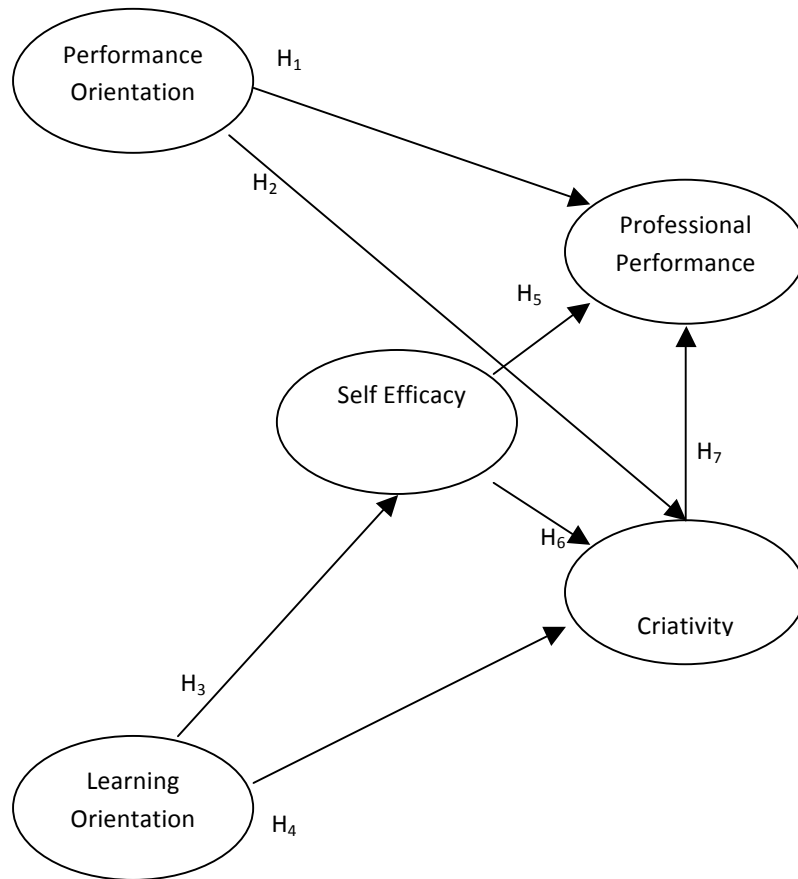 Performance
Orientation
H₁
H₂
Professional
Performance
H₅
Self Efficacy
H₇
H₆
Criativity
H₃
Learning
Orientation
H₄